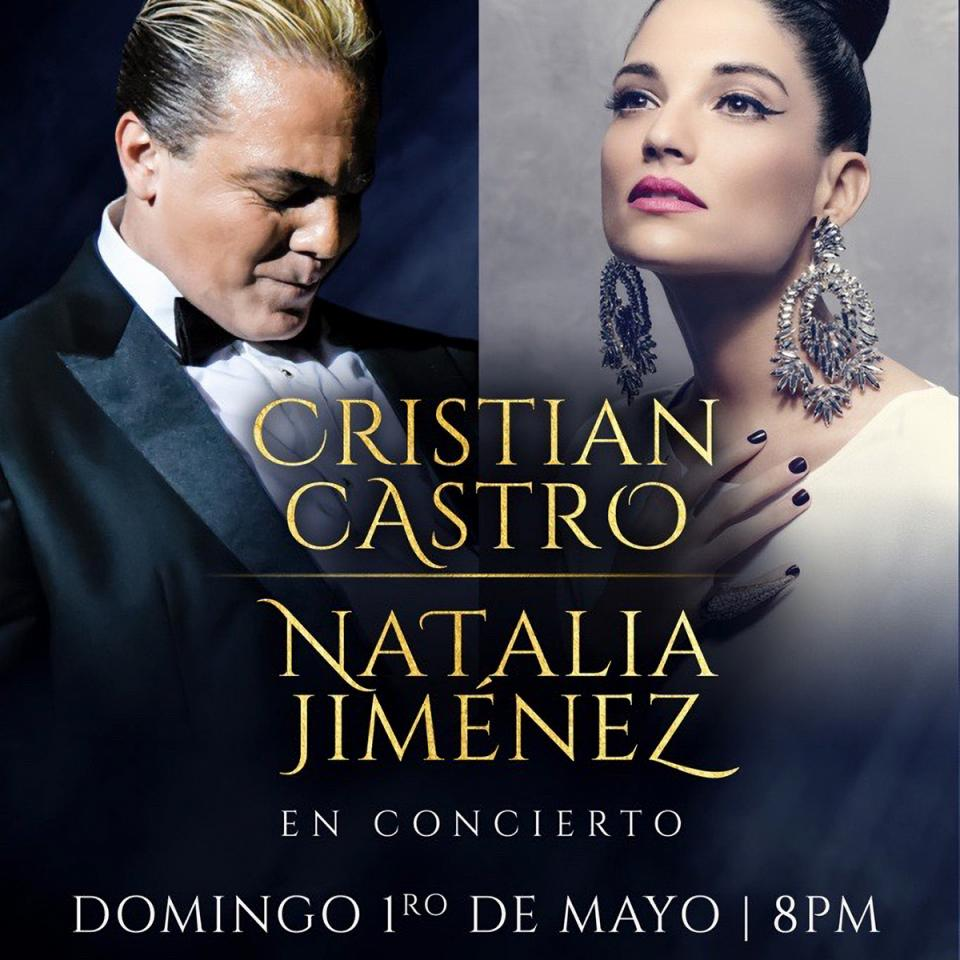 CRISTIAN
CASTRO
NATALIA
JIMÉNEZ
EN CONCIERTO
DOMINGO 1RO DE MAYO | 8PM